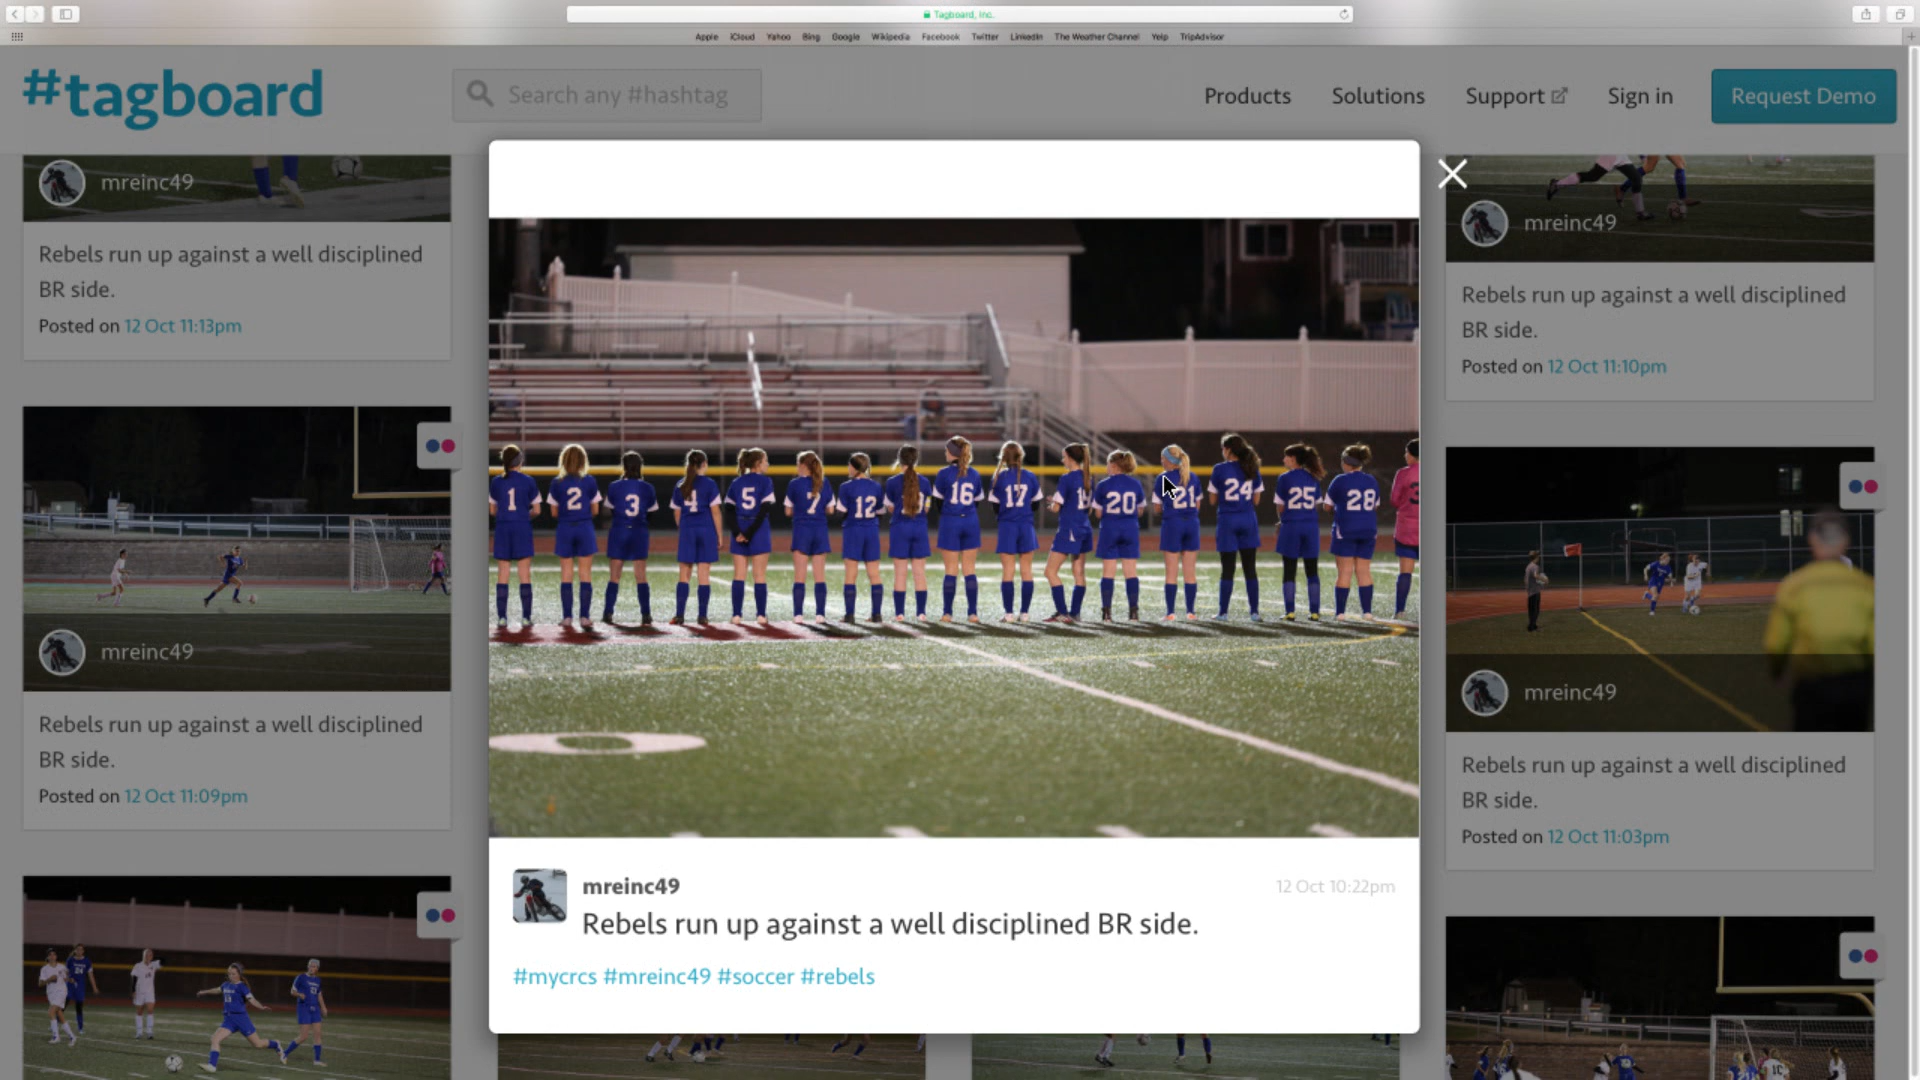 Tagboard, Inc.
Apple iCloud Yahoo Bing Google Wikipedia Facebook Twitter LinkedIn The Weather Channel Yelp TripAdvisor
#tagboard
Search any #hashtag
Products Solutions Support Sign in Request Demo
mreinc49
Rebels run up against a well disciplined
BR side.
Posted on 12 Oct 11:13pm
mreinc49
Rebels run up against a well disciplined
BR side.
Posted on 12 Oct 11:09pm
1 2 3 4 5 7 12 16 17 20 21 24 25 28
mreinc49
12 Oct 10:22pm
Rebels run up against a well disciplined BR side.
#mycrcs #mreinc49 #soccer #rebels
mreinc49
Rebels run up against a well disciplined
BR side.
Posted on 12 Oct 11:10pm
mreinc49
Rebels run up against a well disciplined
BR side.
Posted on 12 Oct 11:03pm